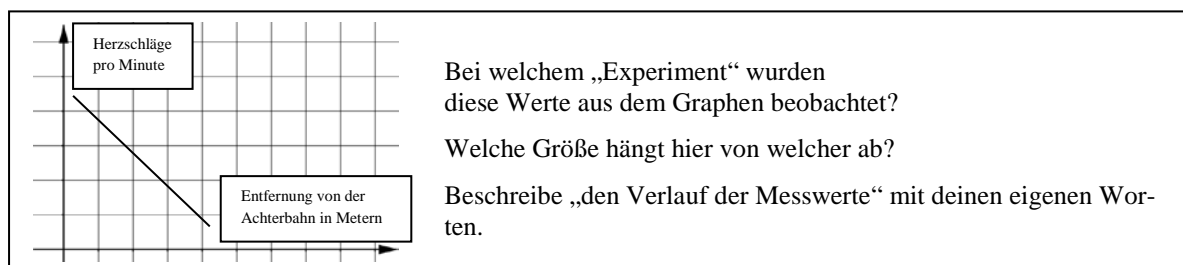 Herzschläge
pro Minute
Entfernung von der
Achterbahn in Metern
Bei welchem „Experiment“ wurden
diese Werte aus dem Graphen beobachtet?
Welche Größe hängt hier von welcher ab?
Beschreibe „den Verlauf der Messwerte“ mit deinen eigenen Wor-
ten.